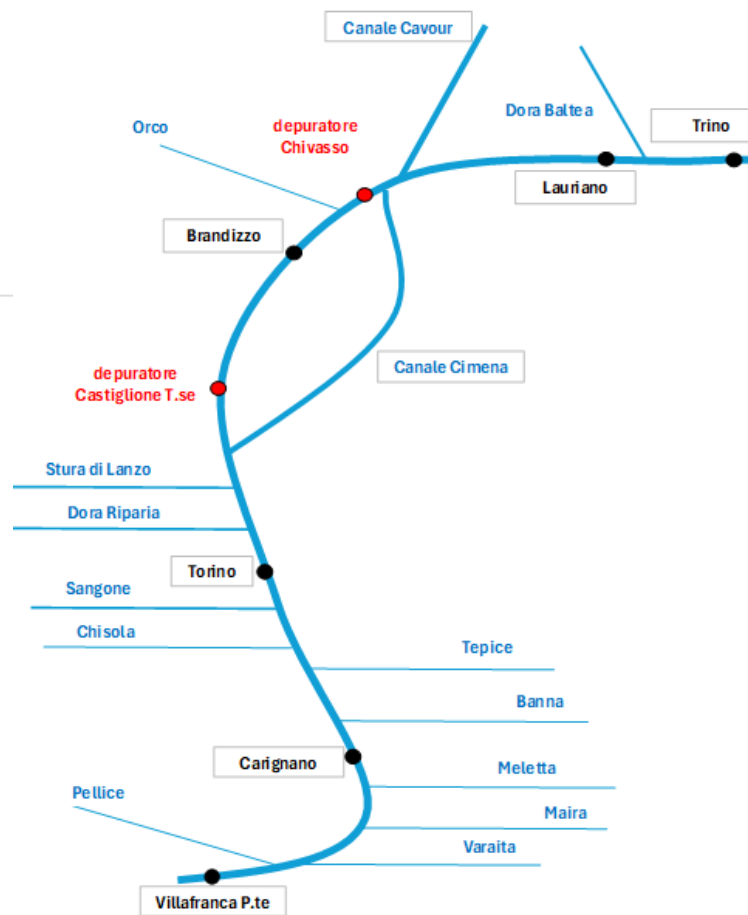 Canale Cavour
depuratore
Chivasso
Dora Baltea
Trino
Orco
Lauriano
Brandizzo
Canale Cimena
depuratore
Castiglione T.se
Stura di Lanzo
Dora Riparia
Torino
Sangone
Chisola
Tepice
Banna
Carignano
Meletta
Pellice
Maira
Varaita
Villafranca P.te